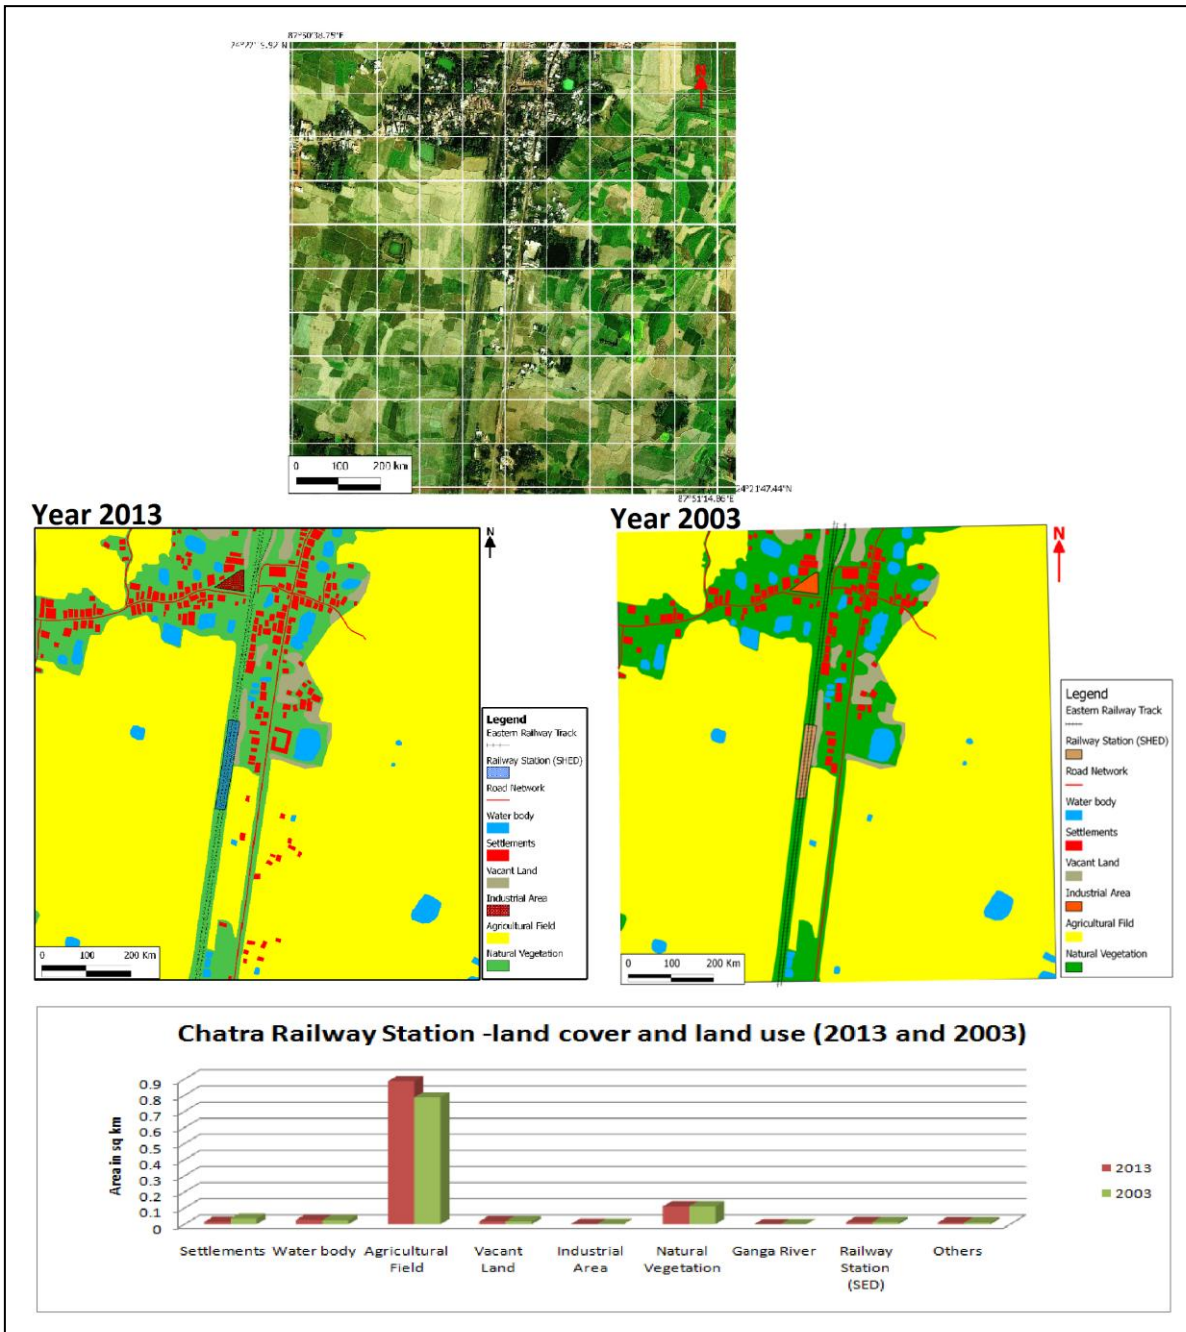 87°50'38.79"E
24°22'15.92"N
N
0 100 200 km
24°21'47.44"N
87°51'14.86"E
Year 2013
N
Legend
Eastern Railway Track
Railway Station (SHED)
Road Network
Water body
Settlements
Vacant Land
Industrial Area
Agricultural Field
Natural Vegetation
0 100 200 Km
Year 2003
N
Legend
Eastern Railway Track
Railway Station (SHED)
Road Network
Water body
Settlements
Vacant Land
Industrial Area
Agricultural Fild
Natural Vegetation
0 100 200 Km
Chatra Railway Station -land cover and land use (2013 and 2003)
Area in sq km
0.9
0.8
0.7
0.6
0.5
0.4
0.3
0.2
0.1
0
Settlements Water body Agricultural Field Vacant Land Industrial Area Natural Vegetation Ganga River Railway Station (SED) Others
2013
2003